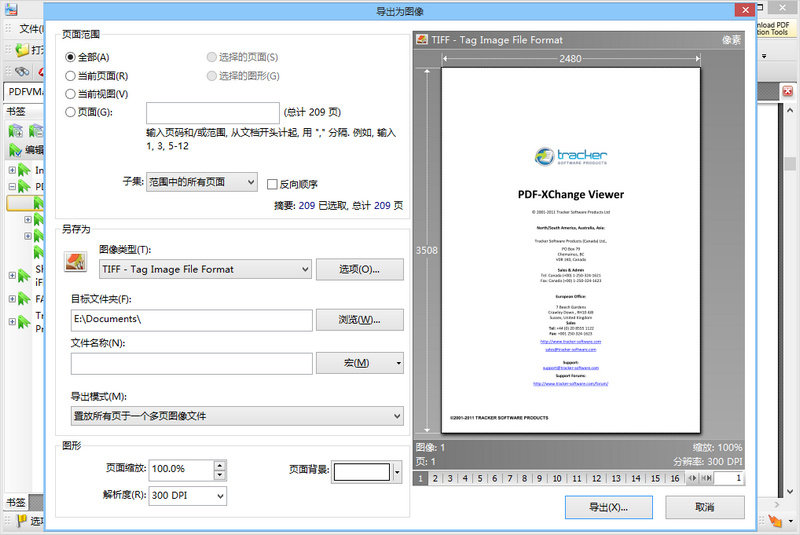 导出为图像
文件(
nload PDF
tion Tools
打开
PDFVMa
书签
编辑
In
PD
Sh
iF
FA
Tr
Pr
书签
选项
页面范围
全部(A)
选择的页面(S)
当前页面(R)
选择的图形(G)
当前视图(V)
页面(G):
(总计 209 页)
输入页码和/或范围, 从文档开头计起, 用 "," 分隔. 例如, 输入
1, 3, 5-12
子集:
范围中的所有页面
反向顺序
摘要: 209 已选取, 总计 209 页
另存为
图像类型(T):
TIFF - Tag Image File Format
选项(O)...
目标文件夹(F):
E:\Documents\
浏览(W)...
文件名称(N):
宏(M)
导出模式(M):
置放所有页于一个多页图像文件
图形
页面缩放:
100.0%
页面背景:
解析度(R):
300 DPI
TIFF - Tag Image File Format
像素
2480
3508
tracker
SOFTWARE PRODUCTS
PDF-XChange Viewer
© 2001-2011 Tracker Software Products Ltd
North/South America, Australia, Asia:
Tracker Software Products (Canada) Ltd.,
PO Box 79
Chemainus, BC
V0R 1K0, Canada
Sales & Admin
Tel: Canada (+00) 1-250-324-1621
Fax: Canada (+00) 1-250-324-1623
European Office:
7 Beech Gardens
Crawley Down., RH10 4JB
Sussex, United Kingdom
Sales
Tel: +44 (0) 20 8555 1122
Fax: +001 250-324-1623
http://www.tracker-software.com
sales@tracker-software.com
Support:
support@tracker-software.com
Support Forums:
http://www.tracker-software.com/forum/
©2001-2011 TRACKER SOFTWARE PRODUCTS
图像: 1
缩放: 100%
页: 1
分辨率: 300 DPI
1 2 3 4 5 6 7 8 9 10 11 12 13 14 15 16
1
导出(X)...
取消